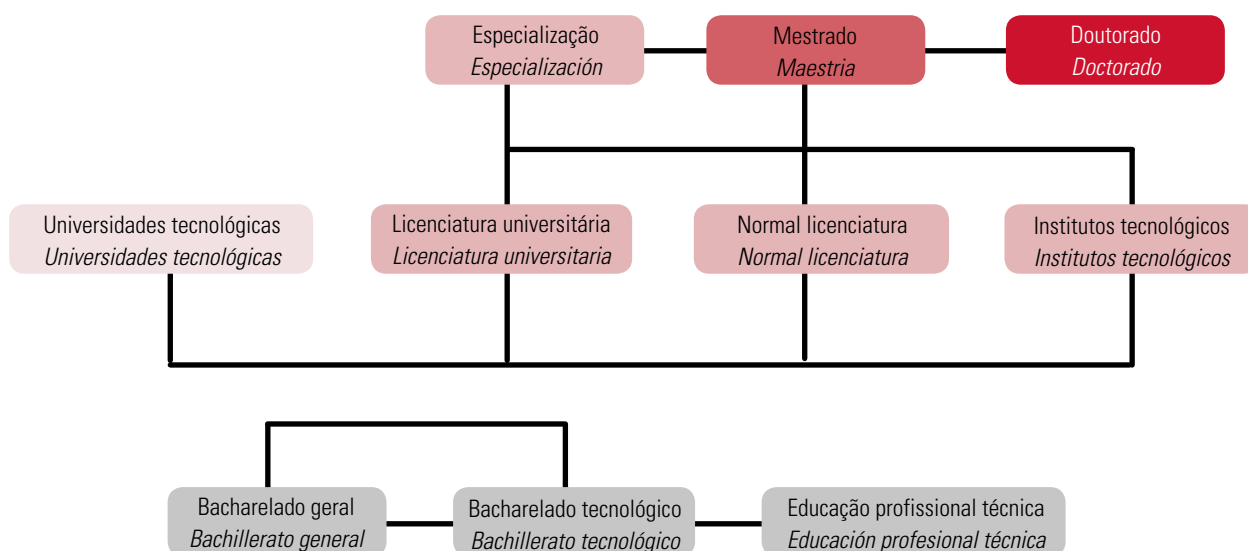 Especialização
Especialización
Mestrado
Maestria
Doutorado
Doctorado
Universidades tecnológicas
Universidades tecnológicas
Licenciatura universitária
Licenciatura universitaria
Normal licenciatura
Normal licenciatura
Institutos tecnológicos
Institutos tecnológicos
Bacharelado geral
Bachillerato general
Bacharelado tecnológico
Bachillerato tecnológico
Educação profissional técnica
Educación profesional técnica